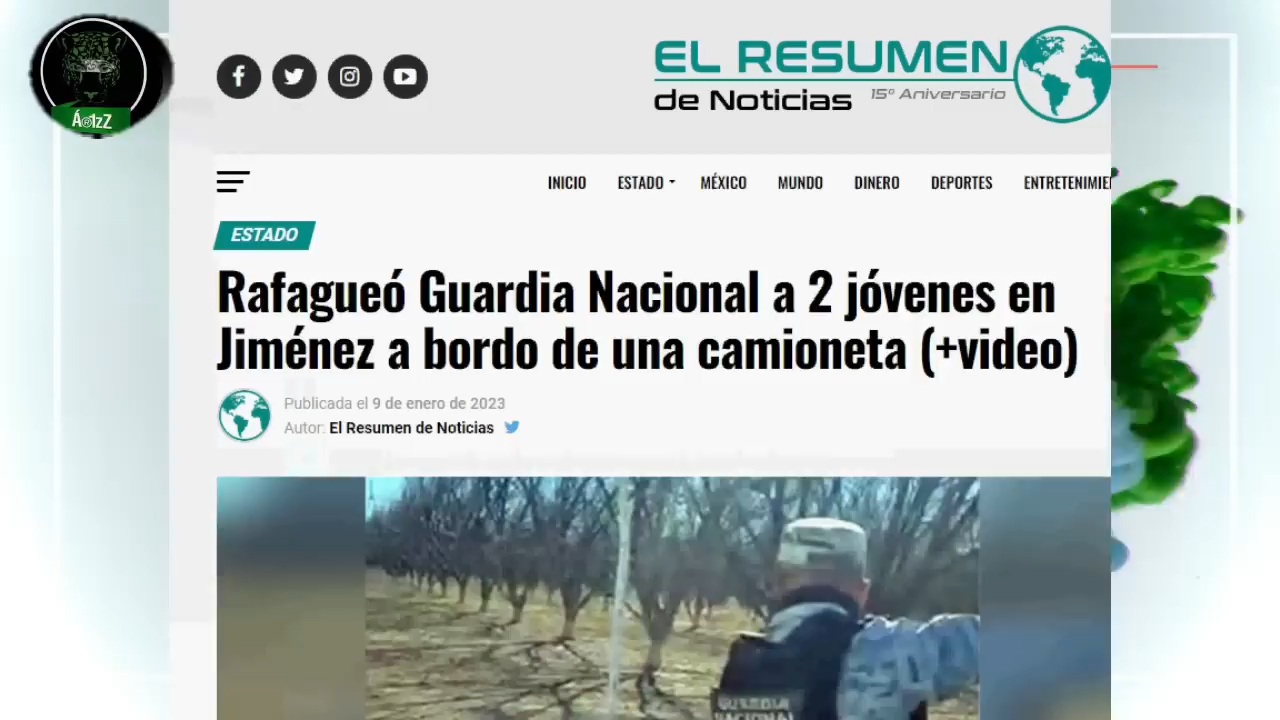 Á®1zZ
EL RESUMEN
de Noticias 15º Aniversario
INICIO ESTADO MÉXICO MUNDO DINERO DEPORTES ENTRETENIMIE
ESTADO
Rafagueó Guardia Nacional a 2 jóvenes en
Jiménez a bordo de una camioneta (+video)
Publicada el 9 de enero de 2023
Autor: El Resumen de Noticias
GUARDIA
NACIONAL